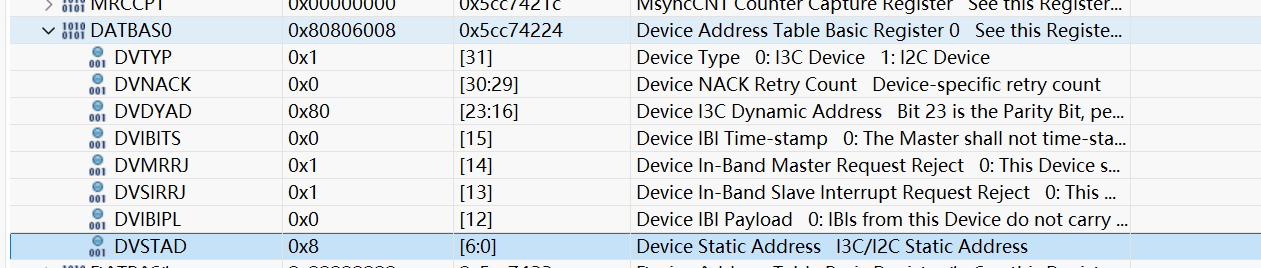 MRCCPT 0x00000000 0x5cc7421c MsyncCNT Counter Capture Register See this Register...
DATBAS0 0x80806008 0x5cc74224 Device Address Table Basic Register 0 See this Registe...
DVTYP 0x1 [31] Device Type 0: I3C Device 1: I2C Device
DVNACK 0x0 [30:29] Device NACK Retry Count Device-specific retry count
DVDYAD 0x80 [23:16] Device I3C Dynamic Address Bit 23 is the Parity Bit, pe...
DVIBITS 0x0 [15] Device IBI Time-stamp 0: The Master shall not time-sta...
DVMRRJ 0x1 [14] Device In-Band Master Request Reject 0: This Device s...
DVSIRRJ 0x1 [13] Device In-Band Slave Interrupt Request Reject 0: This ...
DVIBIPL 0x0 [12] Device IBI Payload 0: IBIs from this Device do not carry ...
DVSTAD 0x8 [6:0] Device Static Address I3C/I2C Static Address